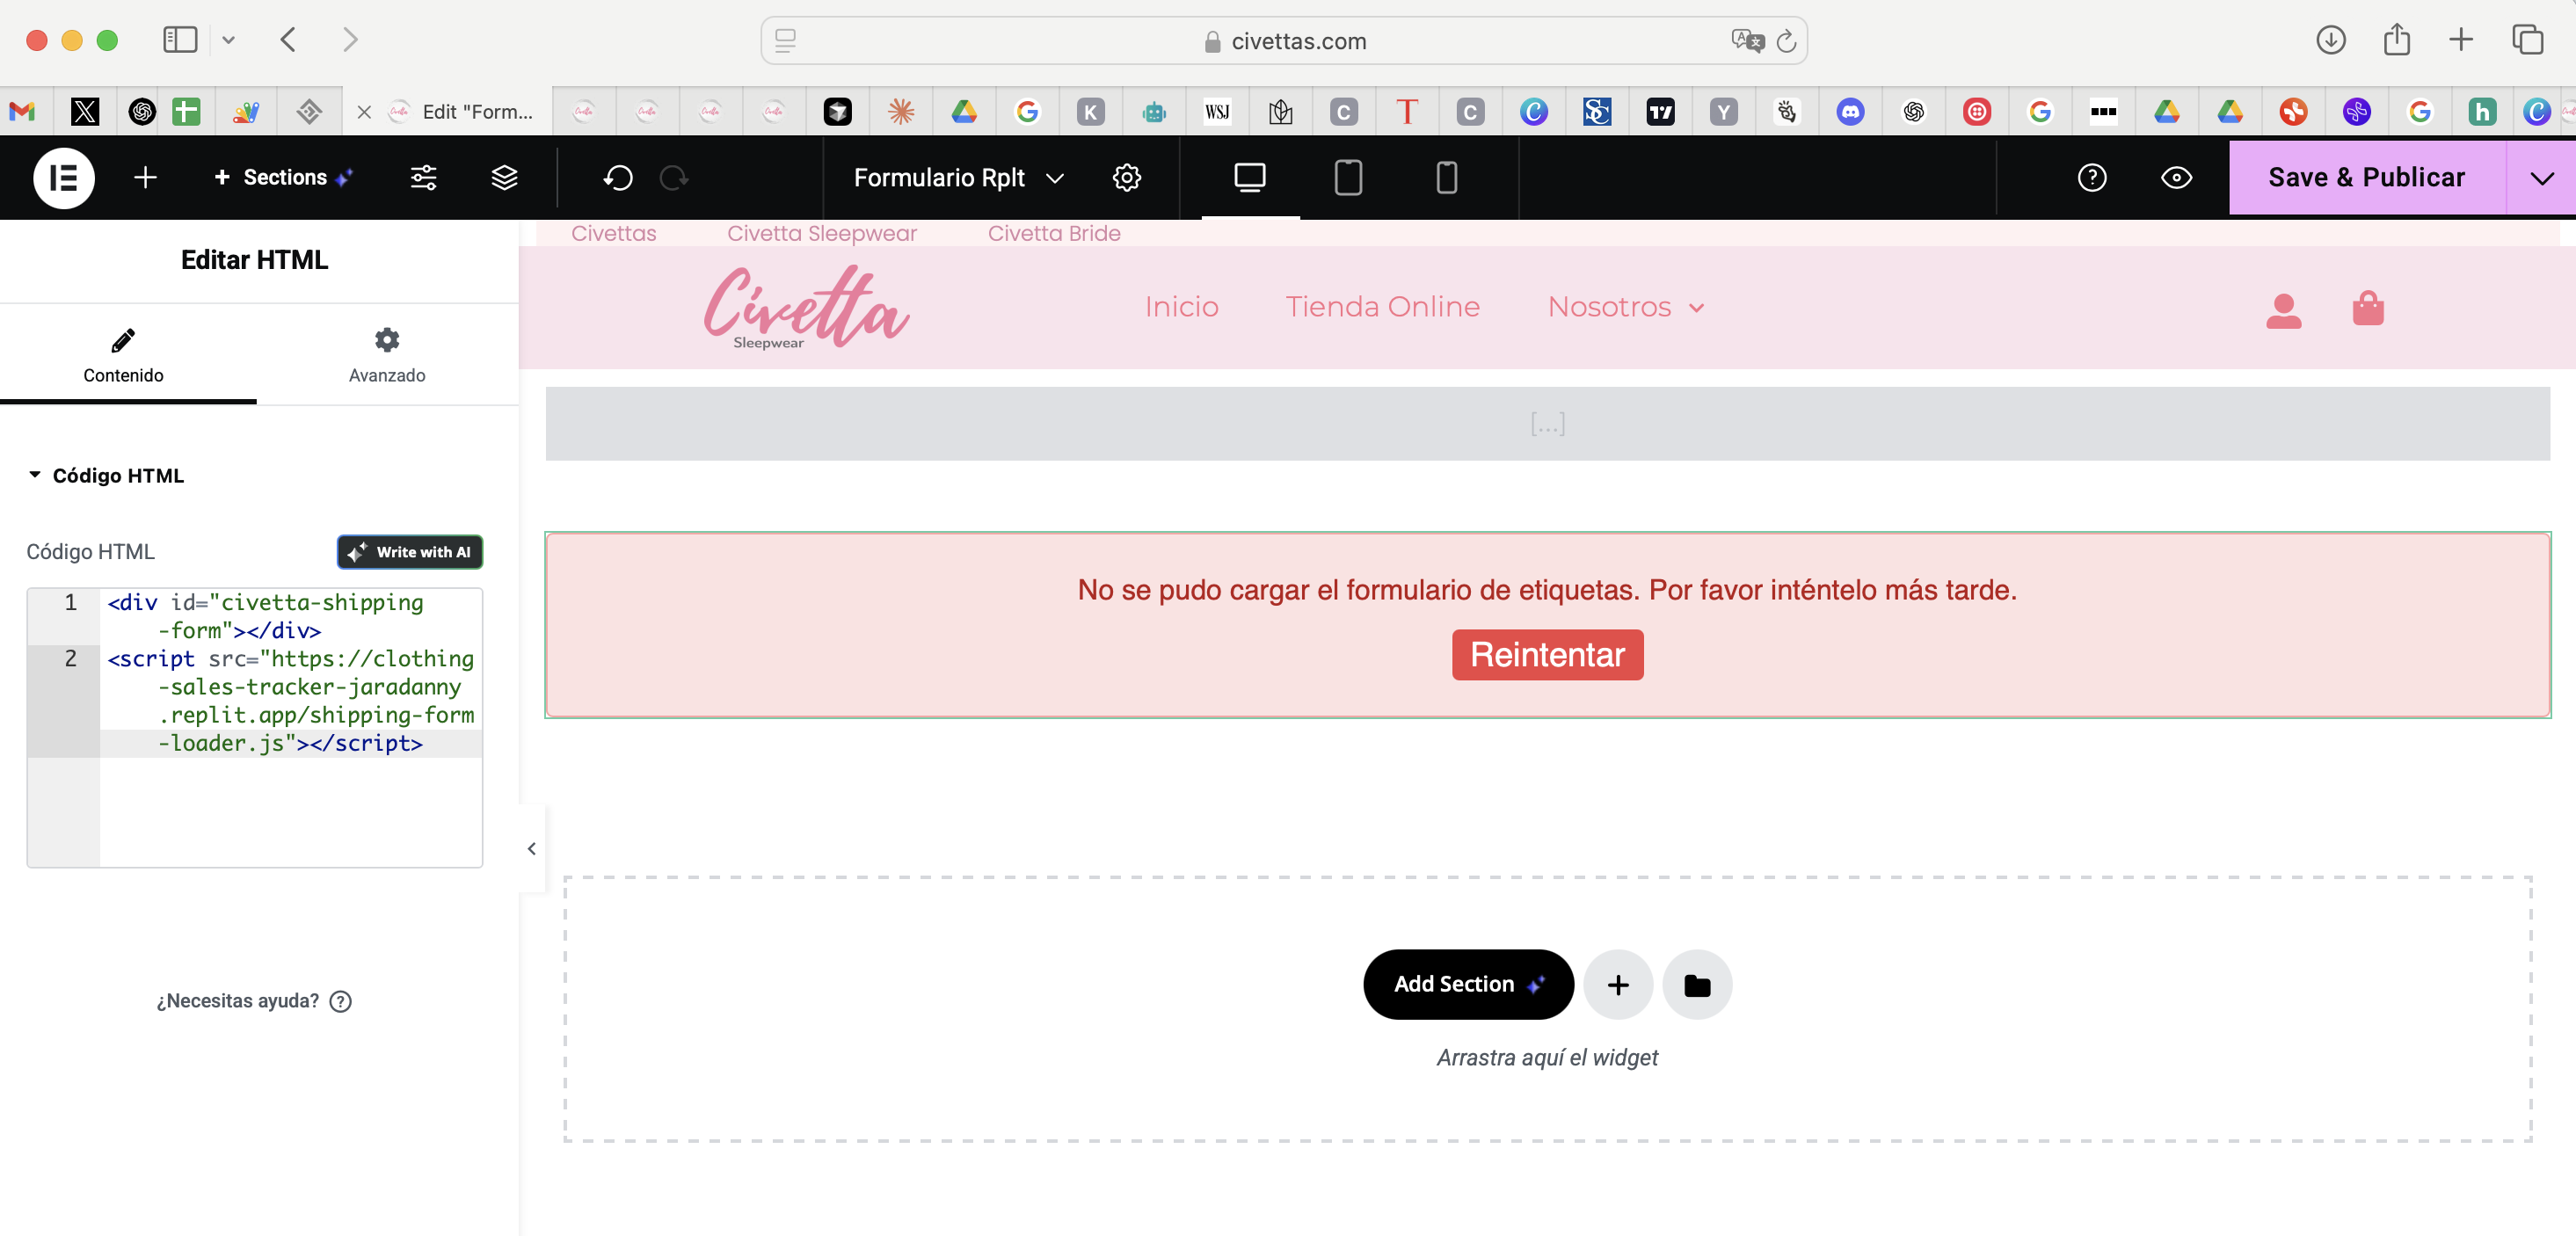 civettas.com
Edit "Form...
K
WSJ
C
T
C
C
SC
17
Y
h
C
+ Sections
Formulario Rplt
Save & Publicar
Editar HTML
Contenido
Avanzado
Código HTML
Código HTML
Write with AI
1 <div id="civetta-shipping
-form"></div>
2 <script src="https://clothing
-sales-tracker-jaradanny
.replit.app/shipping-form
-loader.js"></script>
¿Necesitas ayuda?
Civettas Civetta Sleepwear Civetta Bride
Civetta
Sleepwear
Inicio Tienda Online Nosotros
[...]
No se pudo cargar el formulario de etiquetas. Por favor inténtelo más tarde.
Reintentar
Add Section
Arrastra aquí el widget